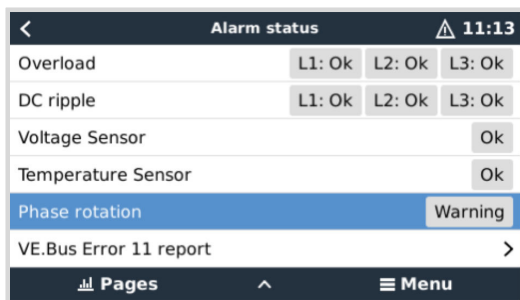 Alarm status 11:13
Overload L1: Ok L2: Ok L3: Ok
DC ripple L1: Ok L2: Ok L3: Ok
Voltage Sensor Ok
Temperature Sensor Ok
Phase rotation Warning
VE.Bus Error 11 report
Pages Menu